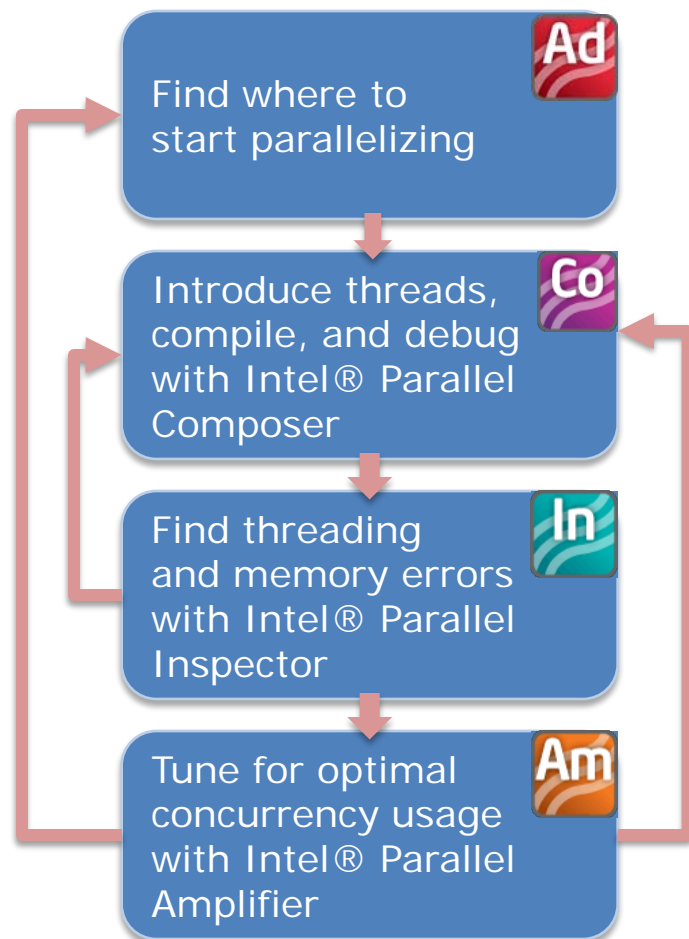 Ad
Find where to
start parallelizing
Co
Introduce threads,
compile, and debug
with Intel® Parallel
Composer
In
Find threading
and memory errors
with Intel® Parallel
Inspector
Am
Tune for optimal
concurrency usage
with Intel® Parallel
Amplifier